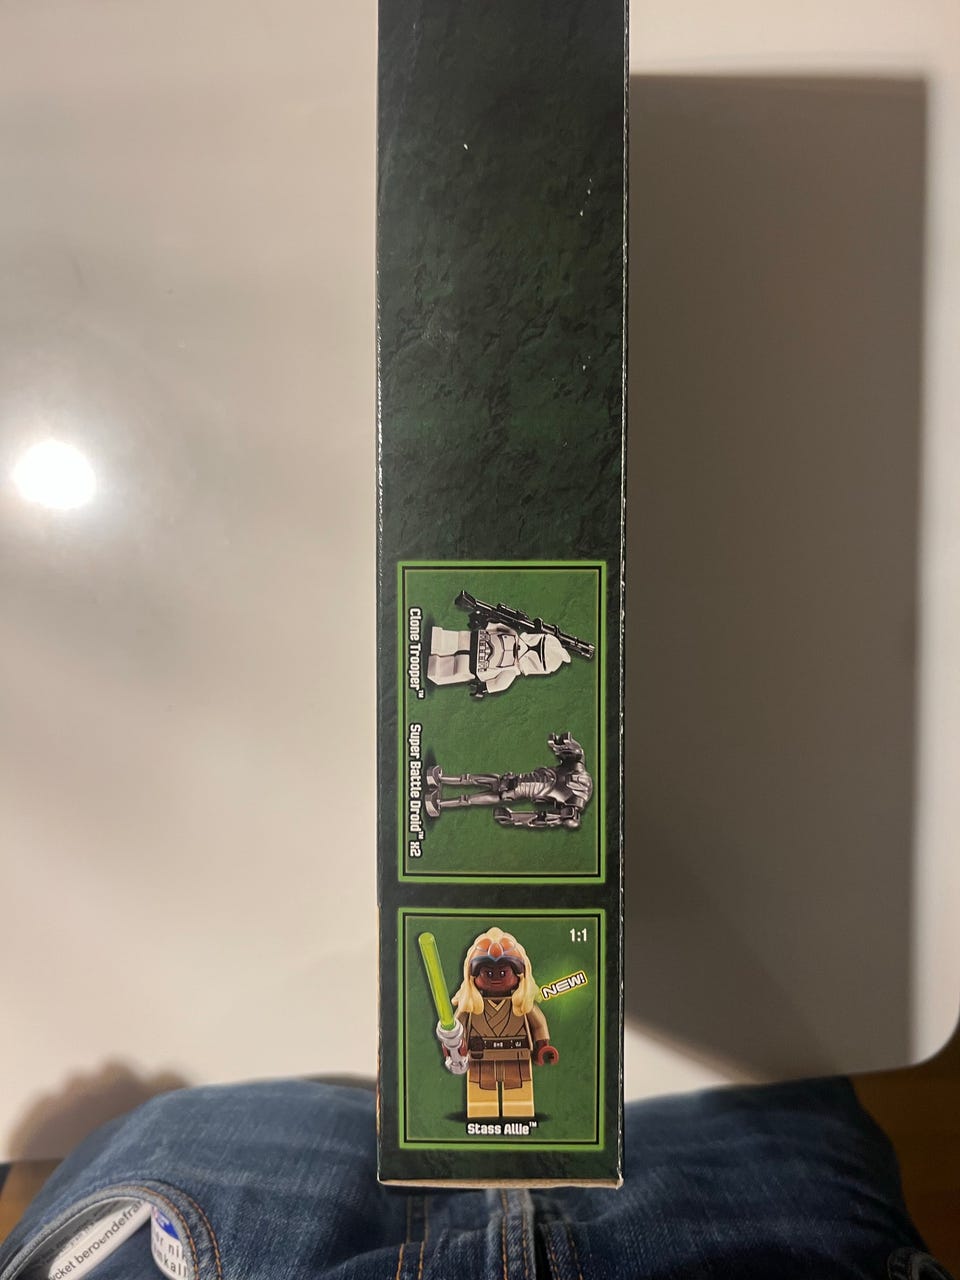 Clone Trooper™
Super Battle Droid™ x2
1:1
NEW!
Stass Allie™